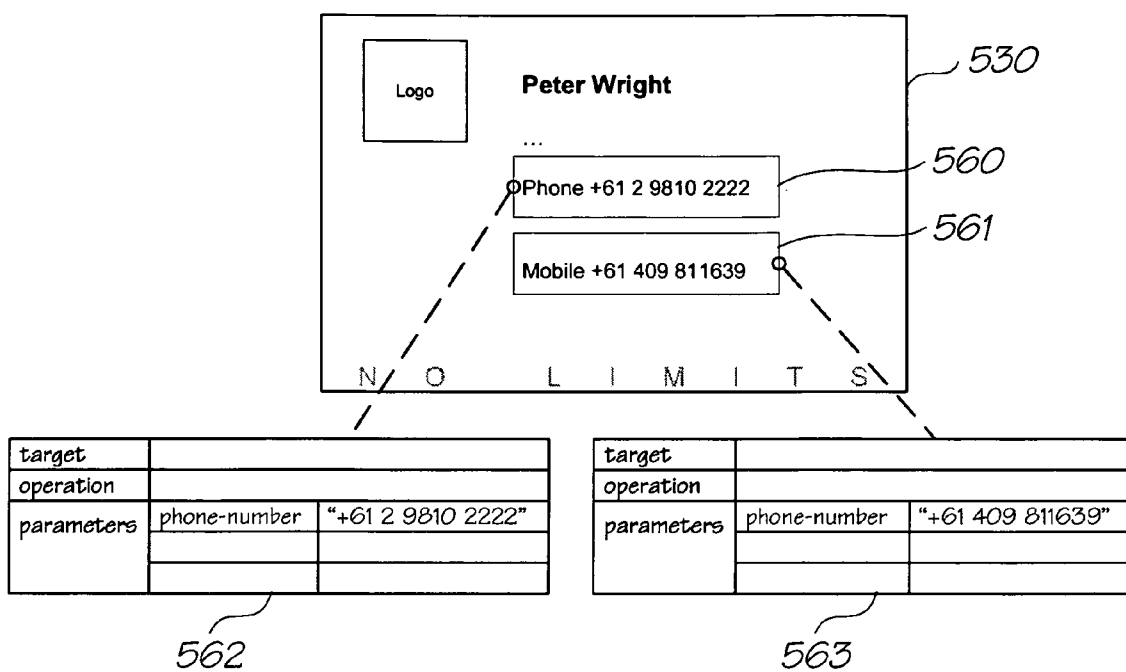 530
Logo
Peter Wright
...
560
Phone +61 2 9810 2222
561
Mobile +61 409 811639
N O L I M I T S
target
operation
parameters phone-number "+61 2 9810 2222"
562
target
operation
parameters phone-number "+61 409 811639"
563